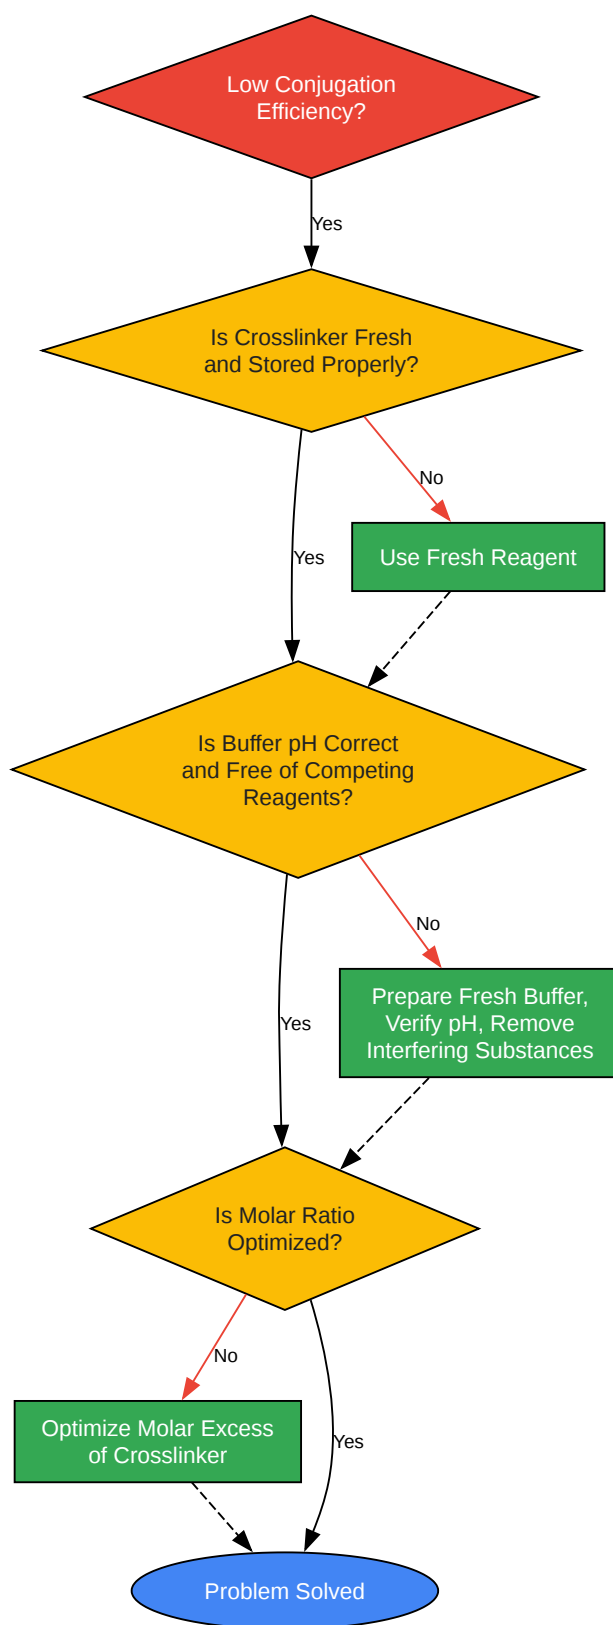 Low Conjugation
Efficiency?
Yes
Is Crosslinker Fresh
and Stored Properly?
No
Yes
Use Fresh Reagent
Is Buffer pH Correct
and Free of Competing
Reagents?
No
Prepare Fresh Buffer,
Verify pH, Remove
Interfering Substances
Yes
Is Molar Ratio
Optimized?
No
Optimize Molar Excess
of Crosslinker
Yes
Problem Solved